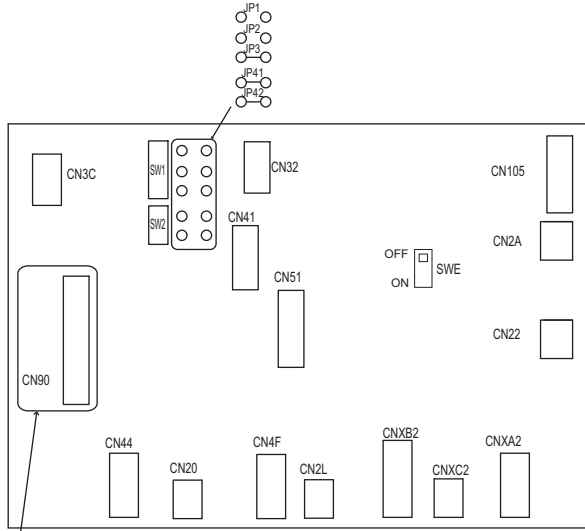 JP1
JP2
JP3
JP41
JP42
CN3C
SW1
CN32
CN105
SW2
CN41
CN2A
OFF
SWE
CN51
ON
CN22
CN90
CN44
CN4F
CNXB2
CNXA2
CN20
CN2L
CNXC2